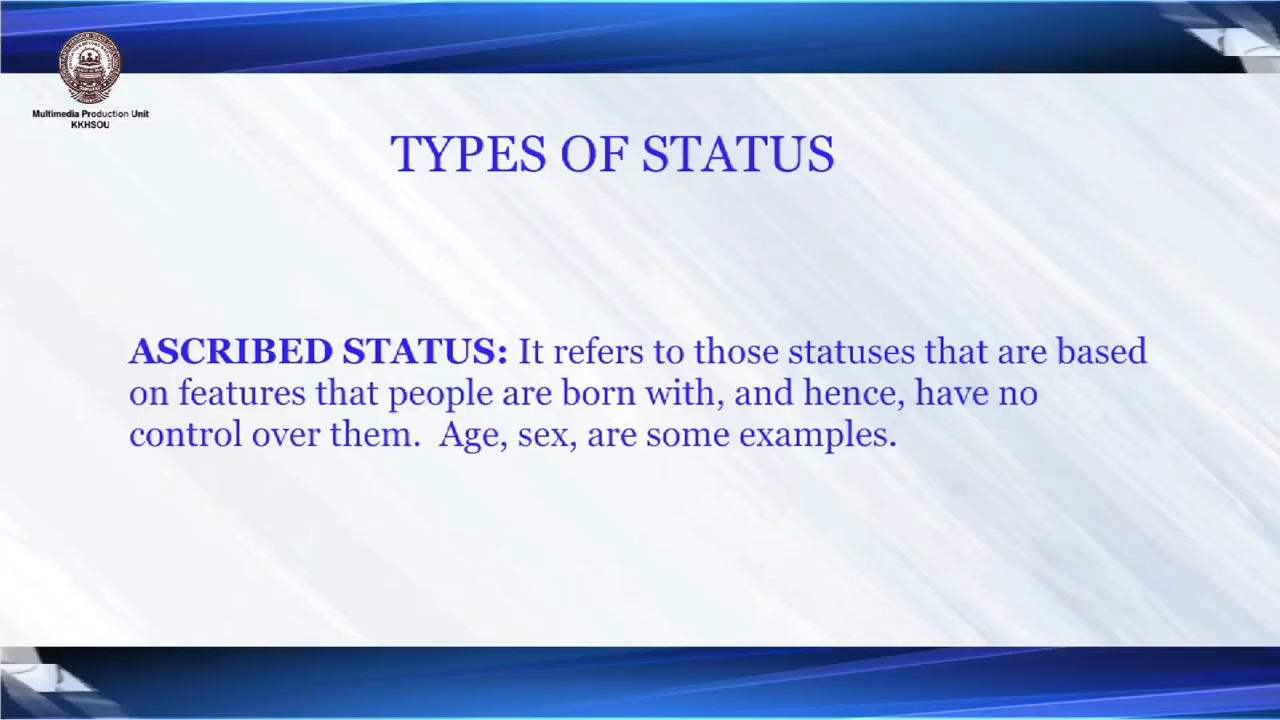 Multimedia Production Unit
KKHSOU
TYPES OF STATUS
ASCRIBED STATUS: It refers to those statuses that are based
on features that people are born with, and hence, have no
control over them.  Age, sex, are some examples.